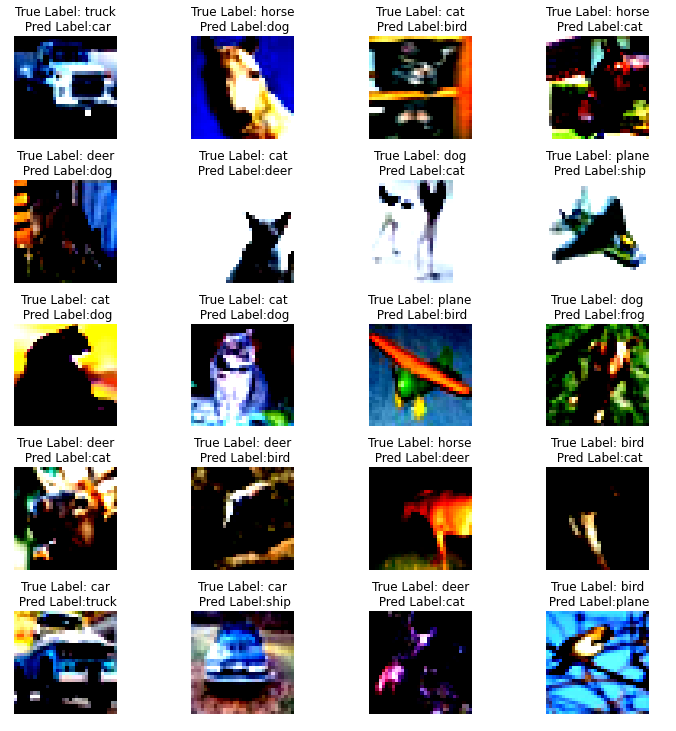 True Label: truck
Pred Label:car
True Label: horse
Pred Label:dog
True Label: cat
Pred Label:bird
True Label: horse
Pred Label:cat
True Label: deer
Pred Label:dog
True Label: cat
Pred Label:deer
True Label: dog
Pred Label:cat
True Label: plane
Pred Label:ship
True Label: cat
Pred Label:dog
True Label: cat
Pred Label:dog
True Label: plane
Pred Label:bird
True Label: dog
Pred Label:frog
True Label: deer
Pred Label:cat
True Label: deer
Pred Label:bird
True Label: horse
Pred Label:deer
True Label: bird
Pred Label:cat
True Label: car
Pred Label:truck
True Label: car
Pred Label:ship
True Label: deer
Pred Label:cat
True Label: bird
Pred Label:plane